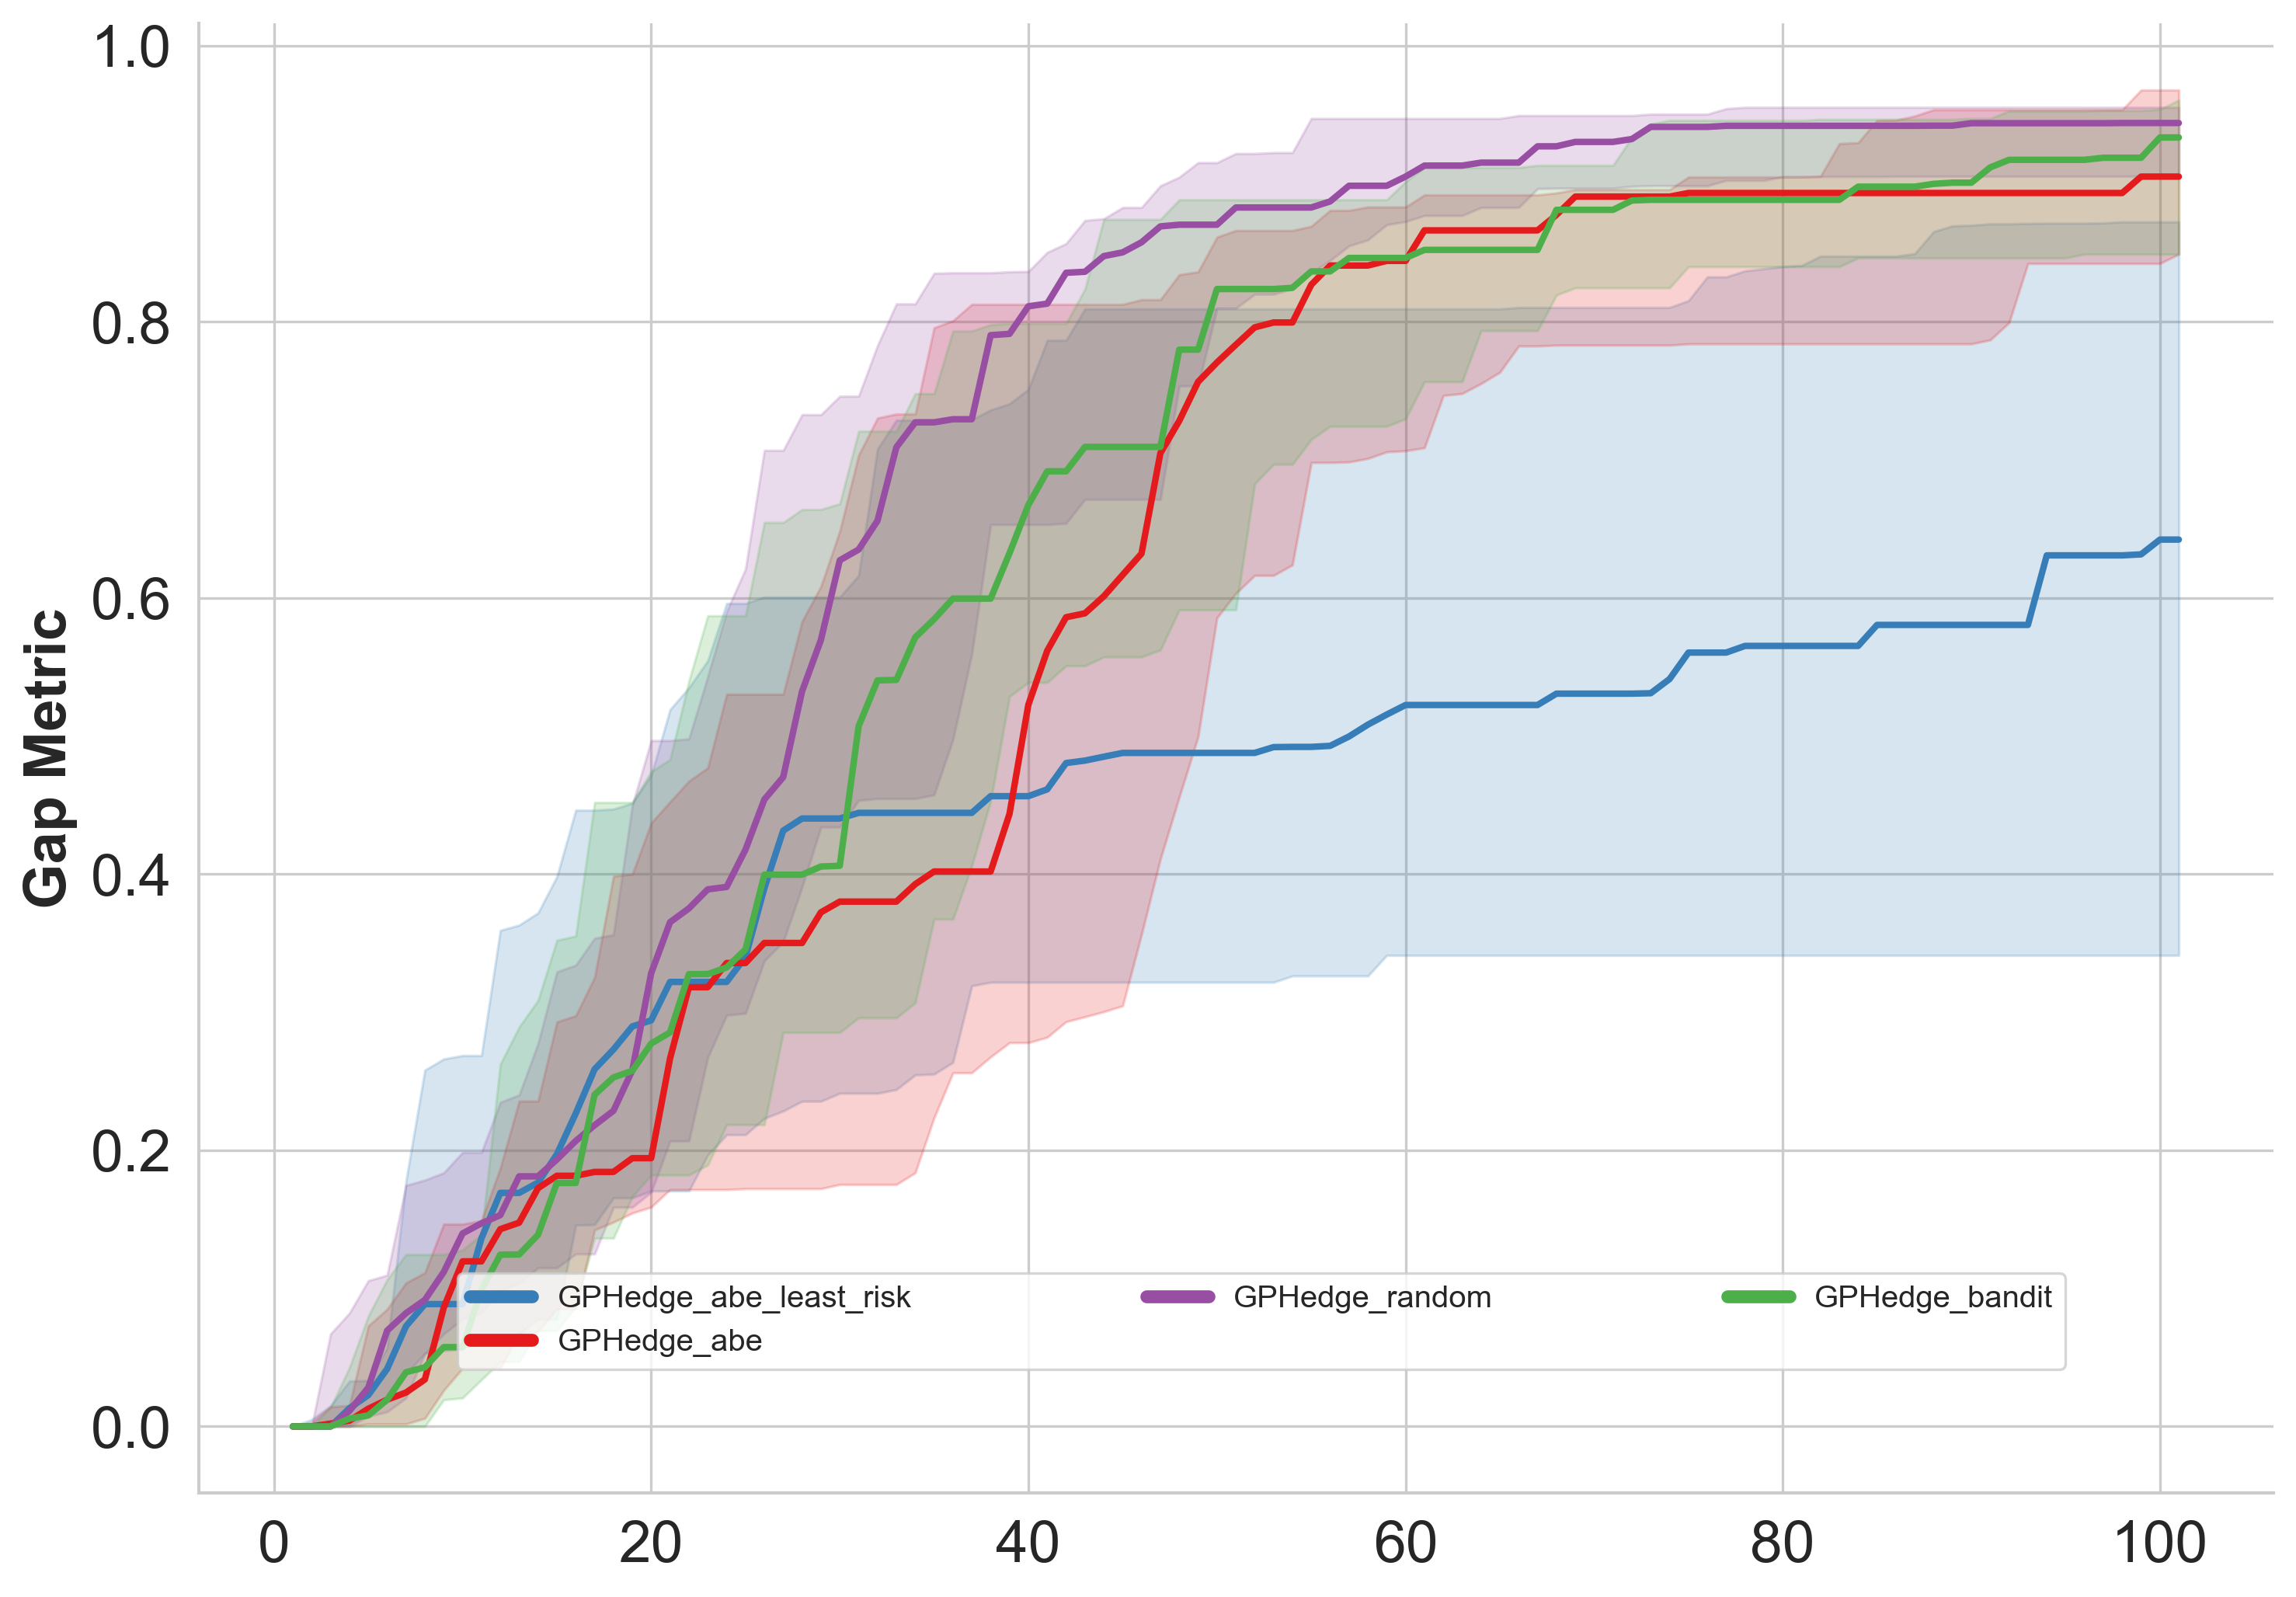 1.0
0.8
0.6
0.4
0.2
0.0
Gap Metric
GPHedge_abe_least_risk
GPHedge_abe
GPHedge_random
GPHedge_bandit
0 20 40 60 80 100